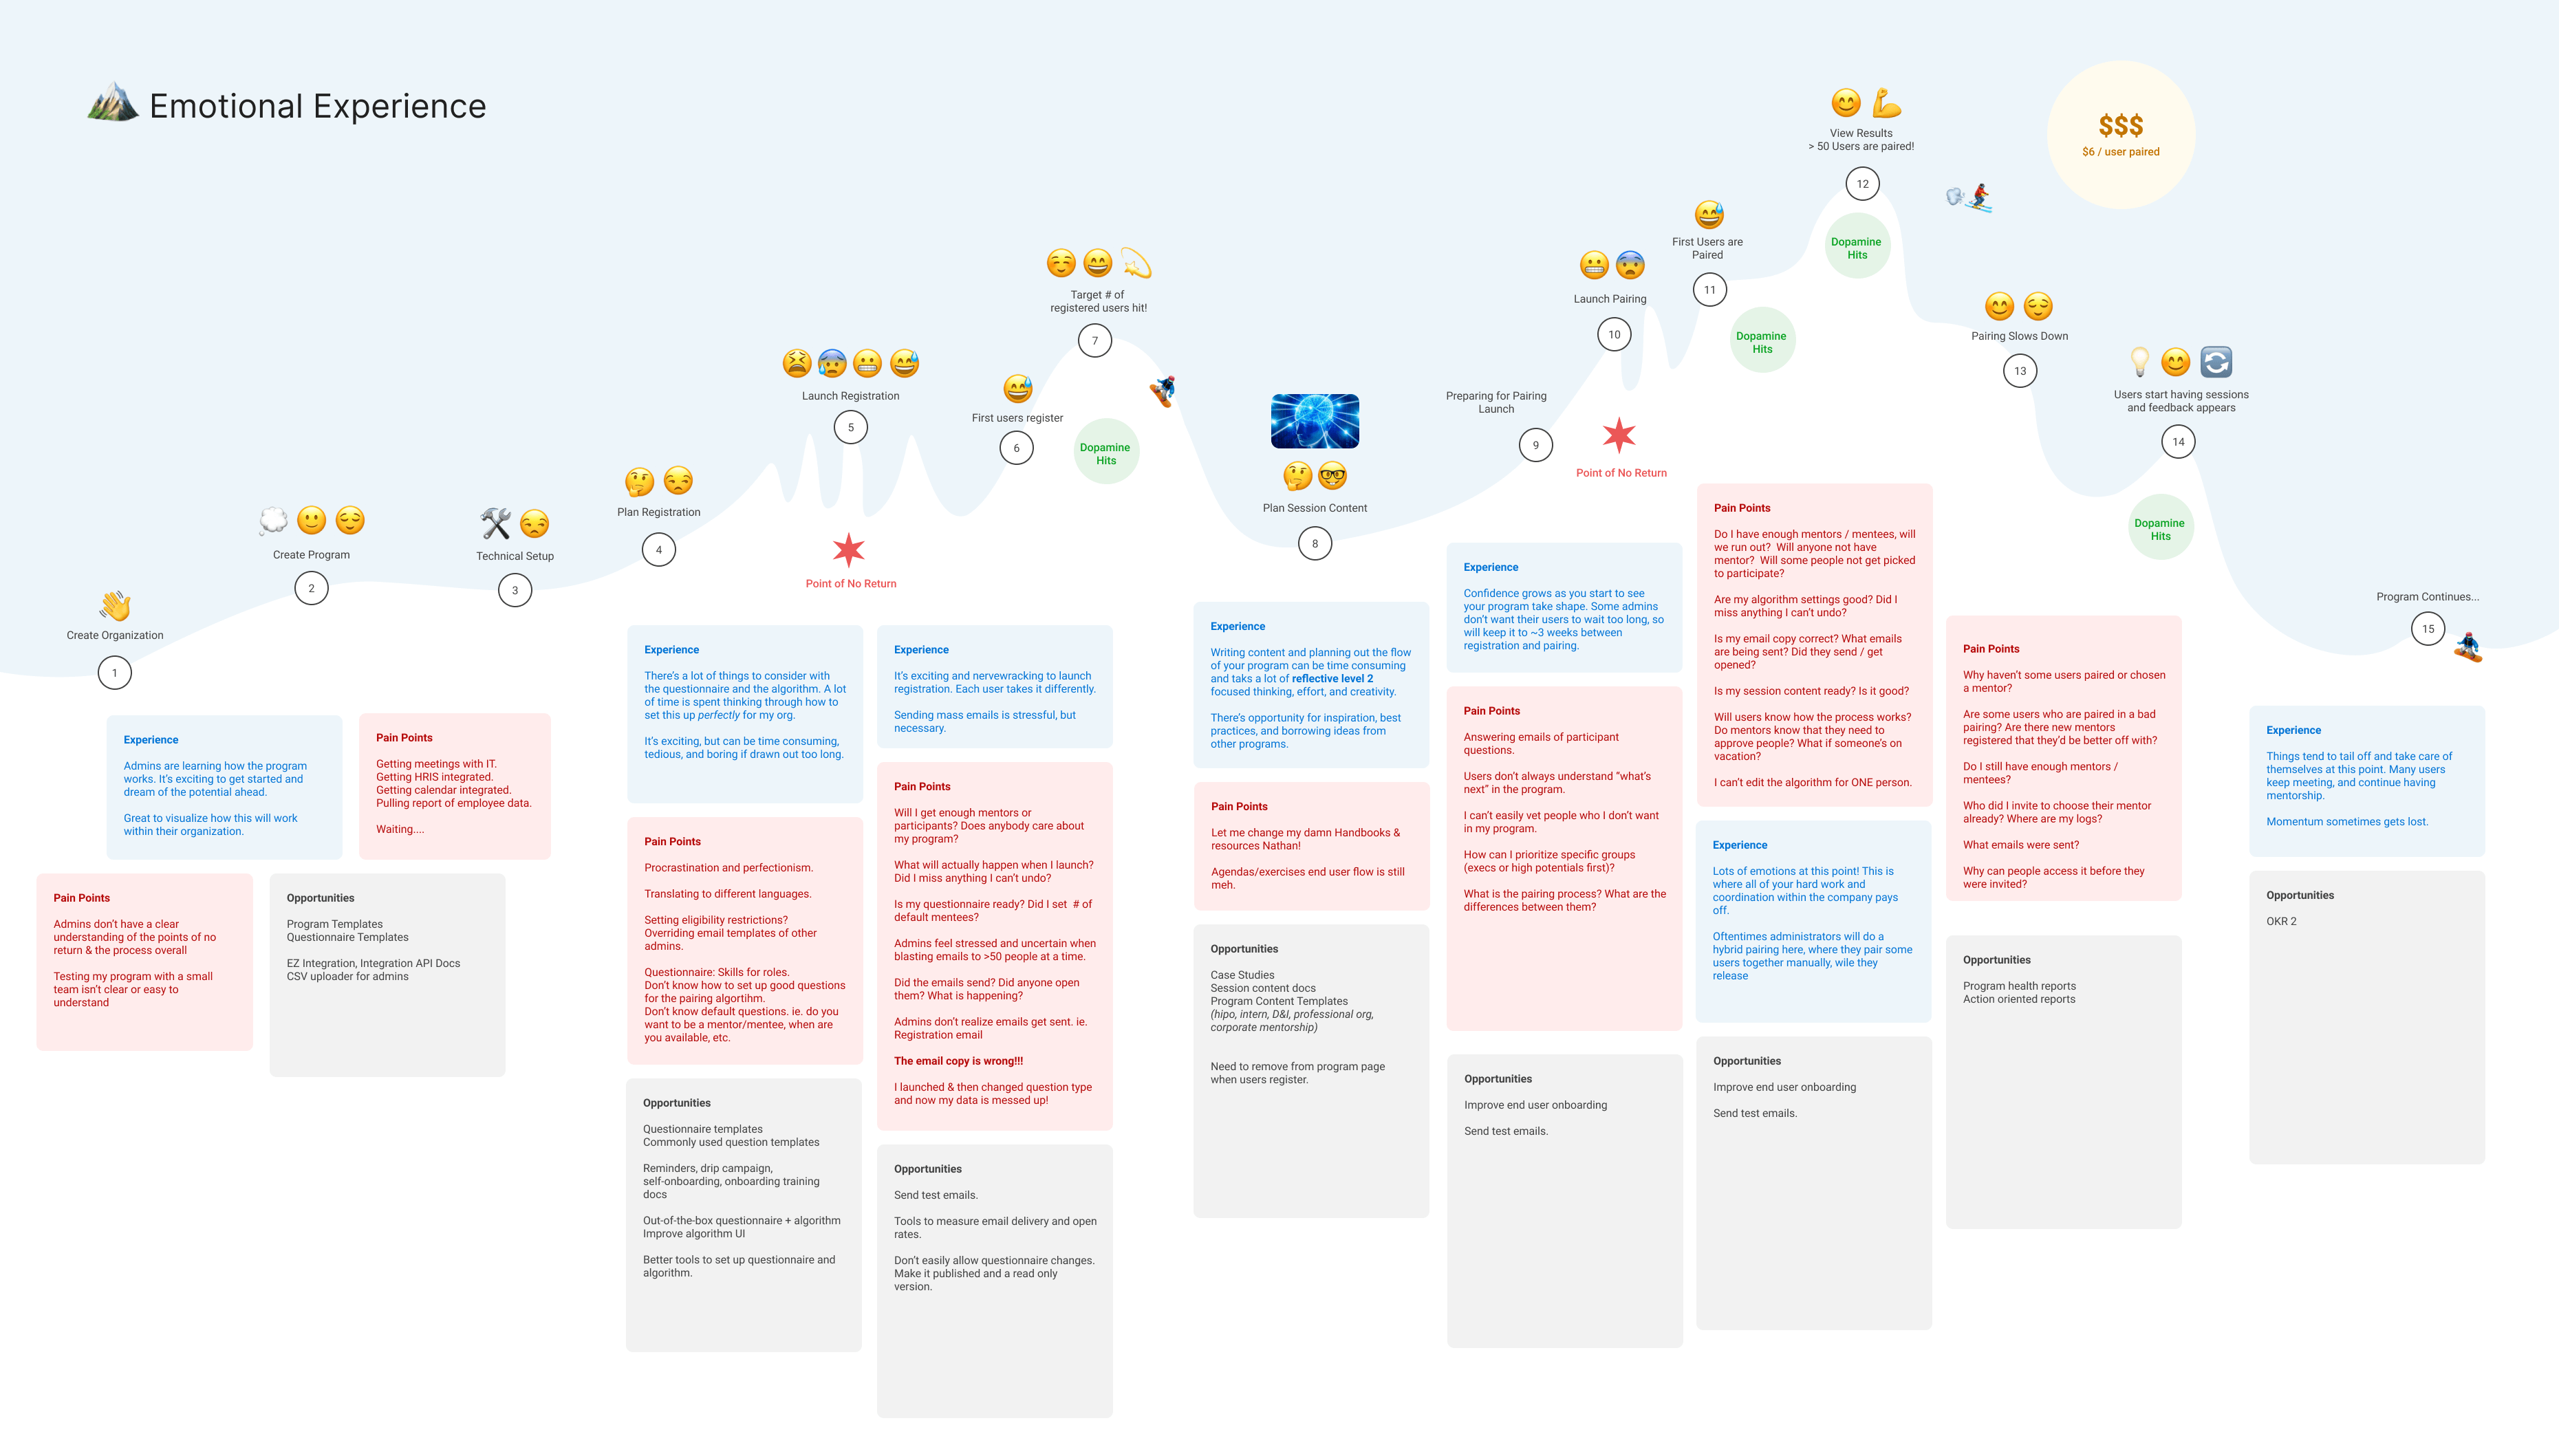 Emotional Experience
Create Organization
1
Create Program
2
Technical Setup
3
Plan Registration
4
Launch Registration
5
Point of No Return
First users register
6
Target # of
registered users hit!
7
Dopamine
Hits
Plan Session Content
8
Preparing for Pairing
Launch
9
Launch Pairing
10
Point of No Return
First Users are
Paired
11
Dopamine
Hits
View Results
> 50 Users are paired!
12
Dopamine
Hits
$$$
$6 / user paired
Pairing Slows Down
13
Users start having sessions
and feedback appears
14
Dopamine
Hits
Program Continues...
15
Experience
Admins are learning how the program
works. It’s exciting to get started and
dream of the potential ahead.
Great to visualize how this will work
within their organization.
Pain Points
Getting meetings with IT.
Getting HRIS integrated.
Getting calendar integrated.
Pulling report of employee data.
Waiting....
Pain Points
Admins don’t have a clear
understanding of the points of no
return & the process overall
Testing my program with a small
team isn’t clear or easy to
understand
Opportunities
Program Templates
Questionnaire Templates
EZ Integration, Integration API Docs
CSV uploader for admins
Experience
There’s a lot of things to consider with
the questionnaire and the algorithm. A lot
of time is spent thinking through how to
set this up perfectly for my org.
It’s exciting, but can be time consuming,
tedious, and boring if drawn out too long.
Pain Points
Procrastination and perfectionism.
Translating to different languages.
Setting eligibility restrictions?
Overriding email templates of other
admins.
Questionnaire: Skills for roles.
Don’t know how to set up good questions
for the pairing algortihm.
Don’t know default questions. ie. do you
want to be a mentor/mentee, when are
you available, etc.
Opportunities
Questionnaire templates
Commonly used question templates
Reminders, drip campaign,
self-onboarding, onboarding training
docs
Out-of-the-box questionnaire + algorithm
Improve algorithm UI
Better tools to set up questionnaire and
algorithm.
Experience
It’s exciting and nervewracking to launch
registration. Each user takes it differently.
Sending mass emails is stressful, but
necessary.
Pain Points
Will I get enough mentors or
participants? Does anybody care about
my program?
What will actually happen when I launch?
Did I miss anything I can’t undo?
Is my questionnaire ready? Did I set # of
default mentees?
Admins feel stressed and uncertain when
blasting emails to >50 people at a time.
Did the emails send? Did anyone open
them? What is happening?
Admins don’t realize emails get sent. ie.
Registration email
The email copy is wrong!!!
I launched & then changed question type
and now my data is messed up!
Opportunities
Send test emails.
Tools to measure email delivery and open
rates.
Don’t easily allow questionnaire changes.
Make it published and a read only
version.
Experience
Writing content and planning out the flow
of your program can be time consuming
and taks a lot of reflective level 2
focused thinking, effort, and creativity.
There’s opportunity for inspiration, best
practices, and borrowing ideas from
other programs.
Pain Points
Let me change my damn Handbooks &
resources Nathan!
Agendas/exercises end user flow is still
meh.
Opportunities
Case Studies
Session content docs
Program Content Templates
(hipo, intern, D&I, professional org,
corporate mentorship)
Need to remove from program page
when users register.
Experience
Confidence grows as you start to see
your program take shape. Some admins
don’t want their users to wait too long, so
will keep it to ~3 weeks between
registration and pairing.
Pain Points
Answering emails of participant
questions.
Users don’t always understand “what’s
next” in the program.
I can’t easily vet people who I don’t want
in my program.
How can I prioritize specific groups
(execs or high potentials first)?
What is the pairing process? What are the
differences between them?
Opportunities
Improve end user onboarding
Send test emails.
Pain Points
Do I have enough mentors / mentees, will
we run out? Will anyone not have
mentor? Will some people not get picked
to participate?
Are my algorithm settings good? Did I
miss anything I can’t undo?
Is my email copy correct? What emails
are being sent? Did they send / get
opened?
Is my session content ready? Is it good?
Will users know how the process works?
Do mentors know that they need to
approve people? What if someone’s on
vacation?
I can’t edit the algorithm for ONE person.
Experience
Lots of emotions at this point! This is
where all of your hard work and
coordination within the company pays
off.
Oftentimes administrators will do a
hybrid pairing here, where they pair some
users together manually, wile they
release
Opportunities
Improve end user onboarding
Send test emails.
Pain Points
Why haven’t some users paired or chosen
a mentor?
Are some users who are paired in a bad
pairing? Are there new mentors
registered that they’d be better off with?
Do I still have enough mentors /
mentees?
Who did I invite to choose their mentor
already? Where are my logs?
What emails were sent?
Why can people access it before they
were invited?
Opportunities
Program health reports
Action oriented reports
Experience
Things tend to tail off and take care of
themselves at this point. Many users
keep meeting, and continue having
mentorship.
Momentum sometimes gets lost.
Opportunities
OKR 2